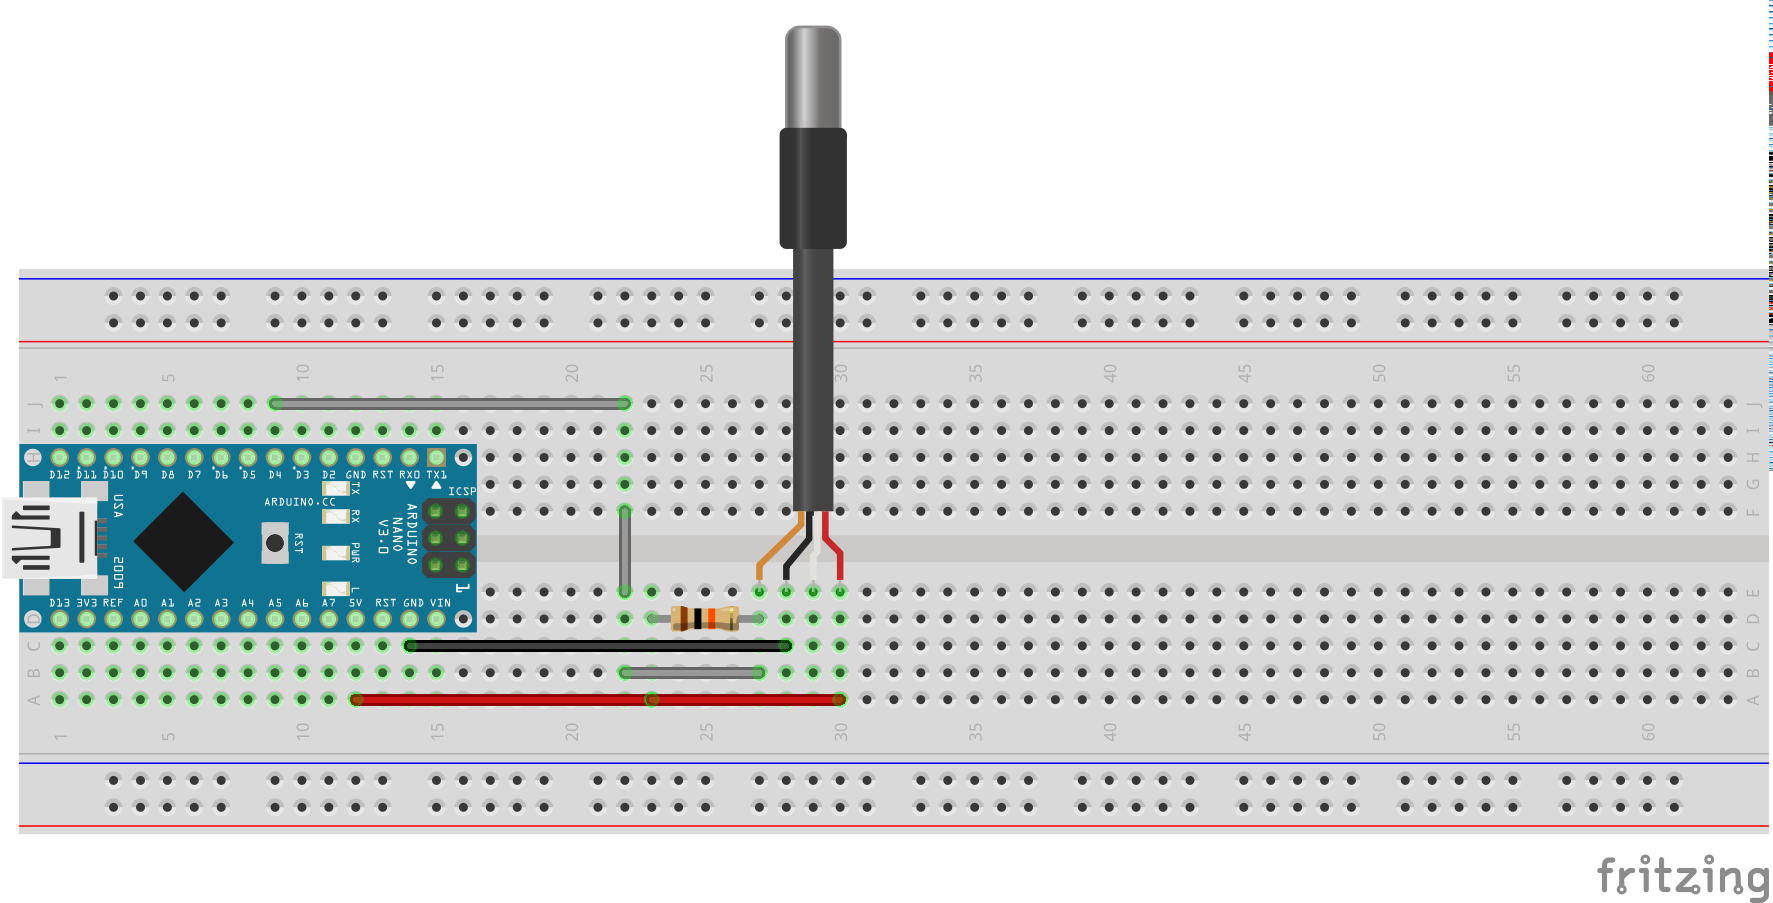 1 5 10 15 20 25 30 35 40 45 50 55 60
J J
I I
H H
D12 D11 D10 D9 D8 D7 D6 D5 D4 D3 D2 GND RST RX0 TX1
G G
F F
USA
2009
ARDUINO.CC
RST
TX
RX
PWR
L
ICSP
1
ARDUINO
NANO
V3.0
D13 3V3 REF A0 A1 A2 A3 A4 A5 A6 A7 5V RST GND VIN
E
D D
C C
B B
A A
1 5 10 15 20 25 30 35 40 45 50 55 60
fritzing